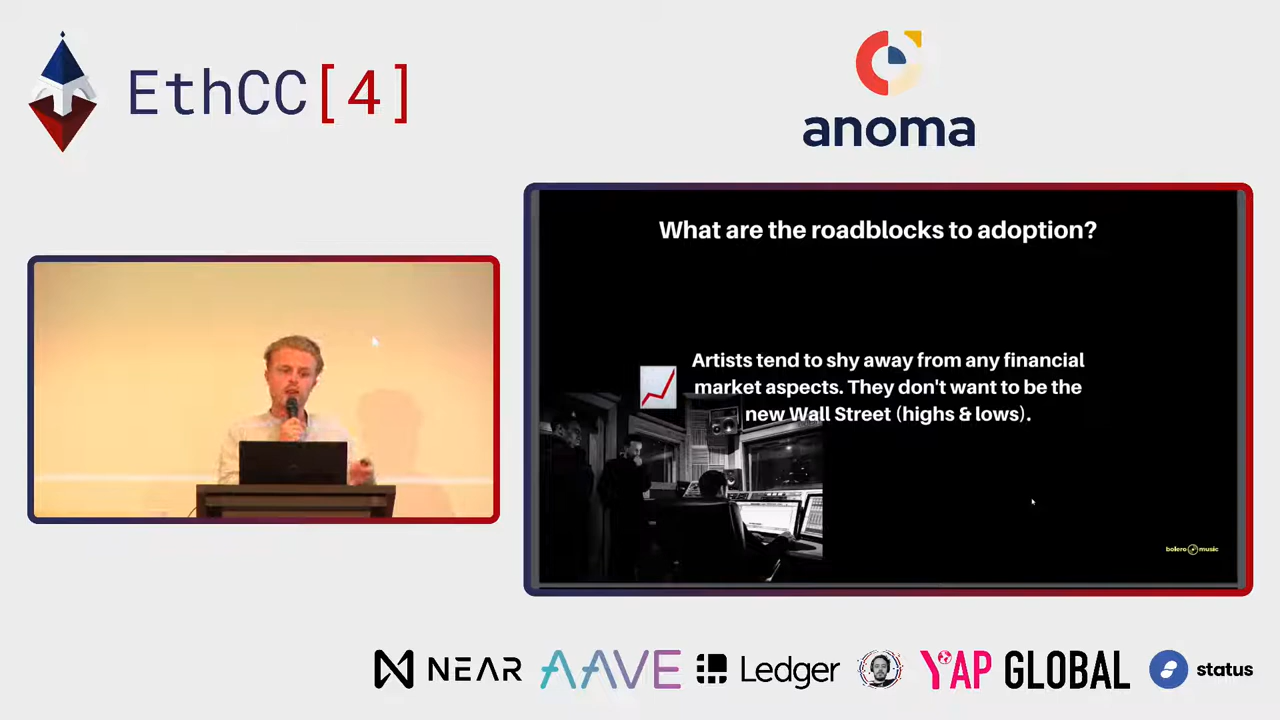 EthCC[4]
anoma
What are the roadblocks to adoption?
Artists tend to shy away from any financial
market aspects. They don't want to be the
new Wall Street (highs & lows).
bolero music
NEAR
AAVE
Ledger
YAP GLOBAL
status